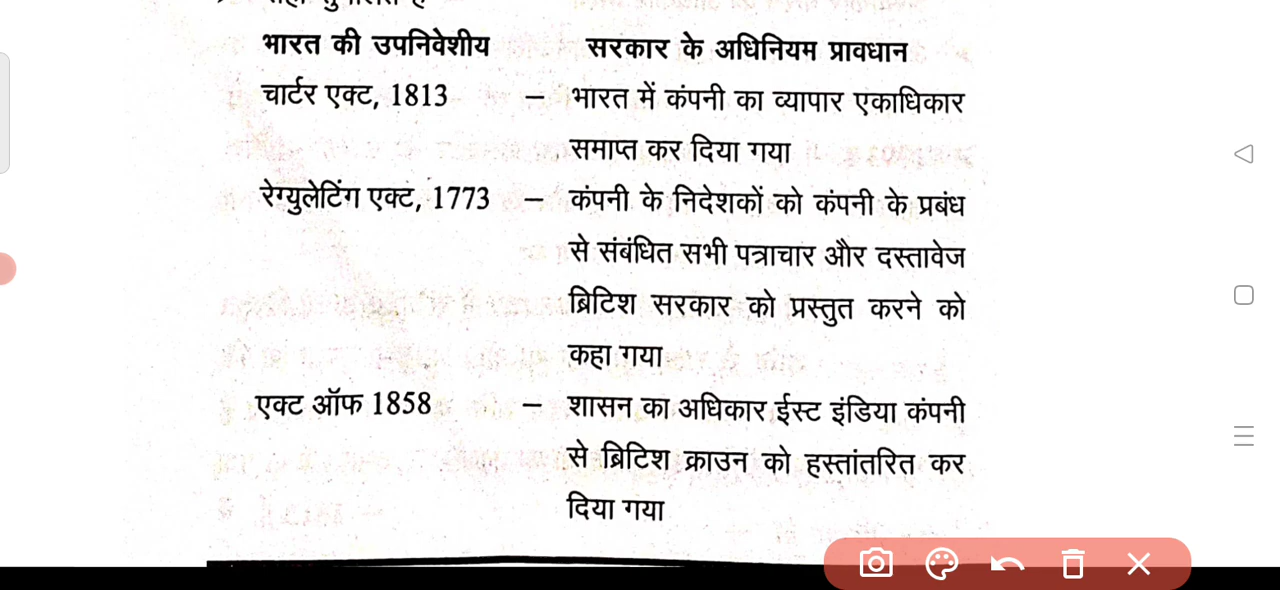 भारत की उपनिवेशीय सरकार के अधिनियम प्रावधान
चार्टर एक्ट, 1813 – भारत में कंपनी का व्यापार एकाधिकार
समाप्त कर दिया गया
रेग्युलेटिंग एक्ट, 1773 – कंपनी के निदेशकों को कंपनी के प्रबंध
से संबंधित सभी पत्राचार और दस्तावेज
ब्रिटिश सरकार को प्रस्तुत करने को
कहा गया
एक्ट ऑफ 1858 – शासन का अधिकार ईस्ट इंडिया कंपनी
से ब्रिटिश क्राउन को हस्तांतरित कर
दिया गया